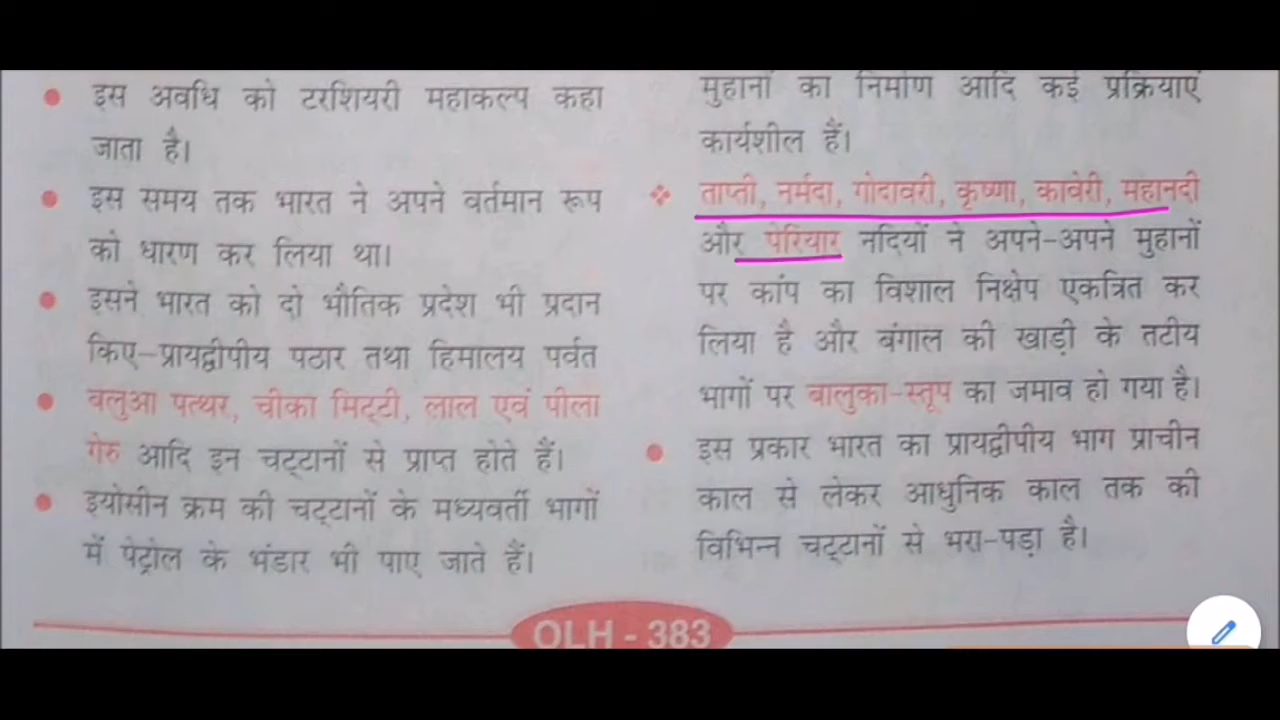 इस अवधि को टरशियरी महाकल्प कहा
जाता है।
इस समय तक भारत ने अपने वर्तमान रूप
को धारण कर लिया था।
इसने भारत को दो भौतिक प्रदेश भी प्रदान
किए-प्रायद्वीपीय पठार तथा हिमालय पर्वत
बलुआ पत्थर, चीका मिट्टी, लाल एवं पीला
गेरु आदि इन चट्टानों से प्राप्त होते हैं।
इयोसीन क्रम की चट्टानों के मध्यवर्ती भागों
में पेट्रोल के भंडार भी पाए जाते हैं।
मुहानों का निर्माण आदि कई प्रक्रियाएं
कार्यशील हैं।
ताप्ती, नर्मदा, गोदावरी, कृष्णा, कावेरी, महानदी
और पेरियार नदियों ने अपने-अपने मुहानों
पर कांप का विशाल निक्षेप एकत्रित कर
लिया है और बंगाल की खाड़ी के तटीय
भागों पर बालुका-स्तूप का जमाव हो गया है।
इस प्रकार भारत का प्रायद्वीपीय भाग प्राचीन
काल से लेकर आधुनिक काल तक की
विभिन्न चट्टानों से भरा-पड़ा है।
OLH - 383